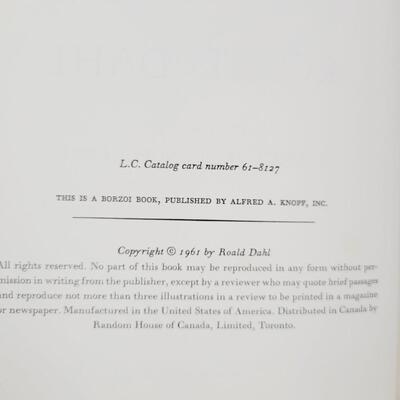 L.C. Catalog card number 61-8127
THIS IS A BORZOI BOOK, PUBLISHED BY ALFRED A. KNOPF, INC.
Copyright © 1961 by Roald Dahl
All rights reserved. No part of this book may be reproduced in any form without per-
mission in writing from the publisher, except by a reviewer who may quote brief passages
and reproduce not more than three illustrations in a review to be printed in a magazine
or newspaper. Manufactured in the United States of America. Distributed in Canada by
Random House of Canada, Limited, Toronto.